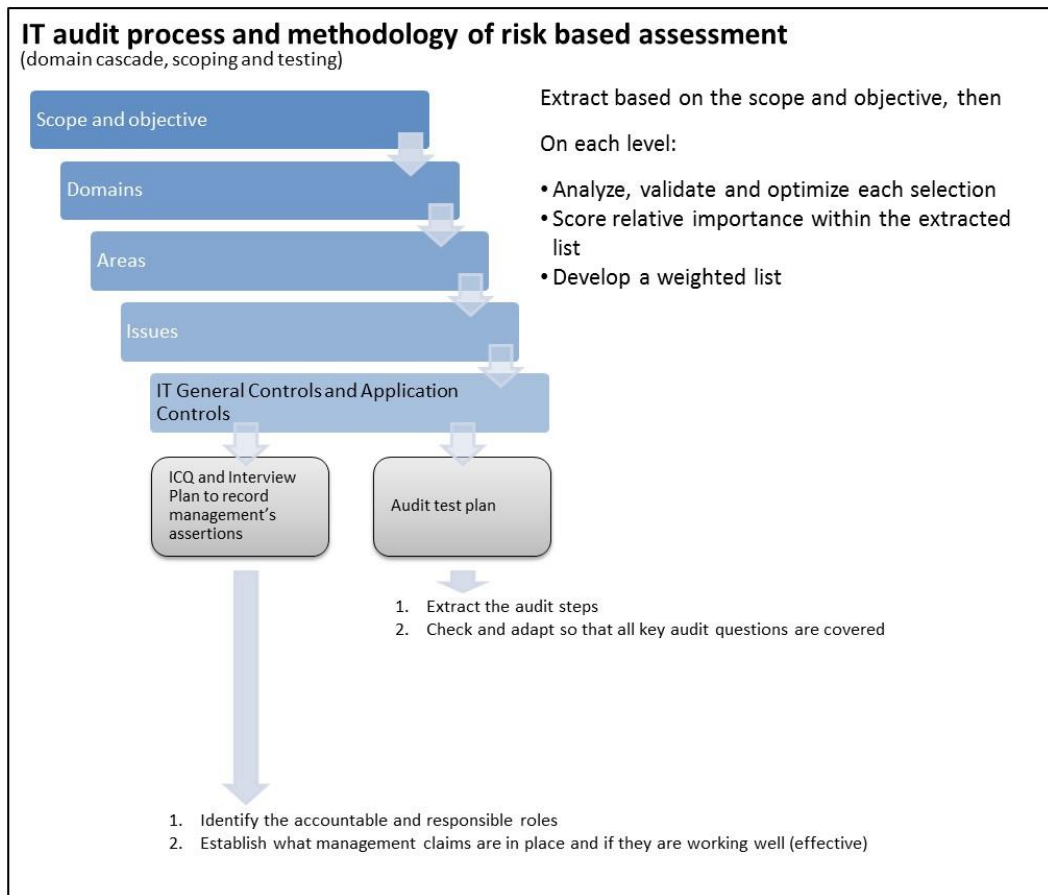 IT audit process and methodology of risk based assessment
(domain cascade, scoping and testing)
Scope and objective
Domains
Areas
Issues
IT General Controls and Application
Controls
Extract based on the scope and objective, then
On each level:
• Analyze, validate and optimize each selection
• Score relative importance within the extracted
list
• Develop a weighted list
ICQ and Interview
Plan to record
management's
assertions
Audit test plan
1. Extract the audit steps
2. Check and adapt so that all key audit questions are covered
1. Identify the accountable and responsible roles
2. Establish what management claims are in place and if they are working well (effective)